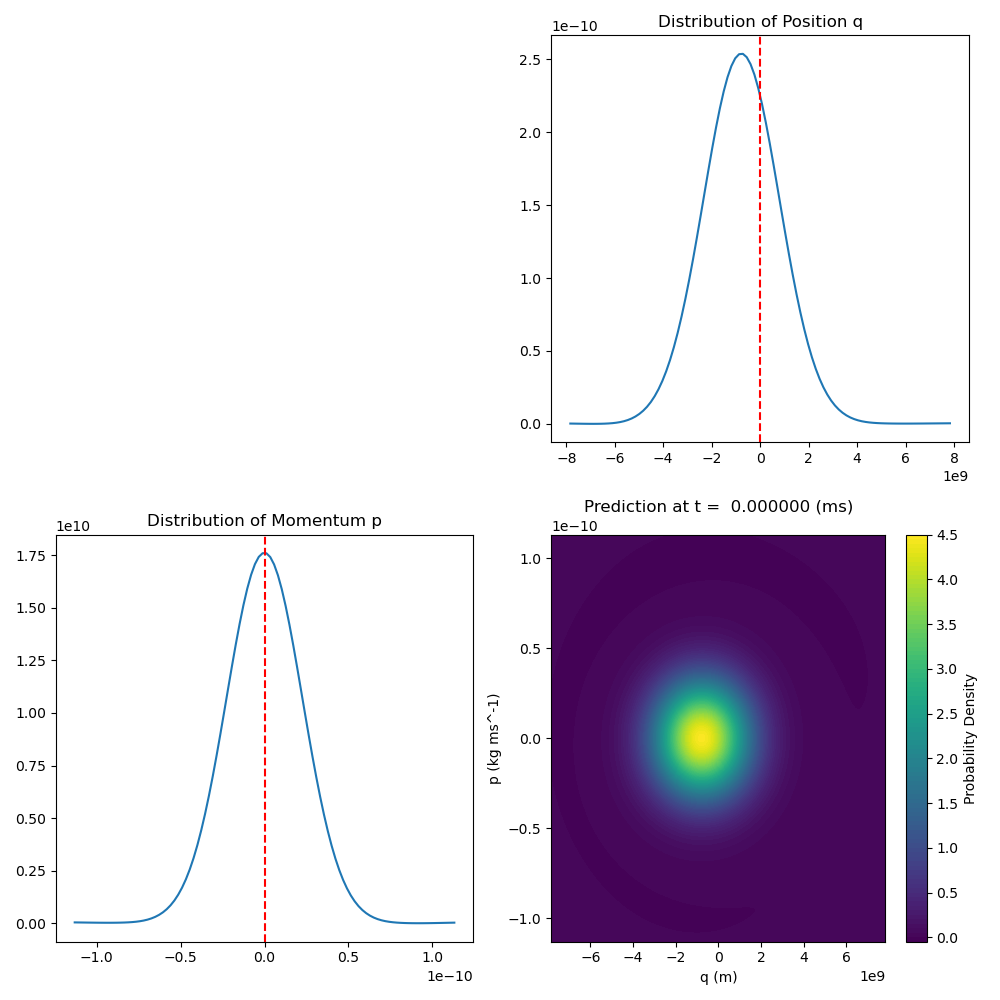 Distribution of Position q
1e−10
2.5
2.0
1.5
1.0
0.5
0.0
−8 −6 −4 −2 0 2 4 6 8
1e9
Distribution of Momentum p
1e10
1.75
1.50
1.25
1.00
0.75
0.50
0.25
0.00
−1.0 −0.5 0.0 0.5 1.0
1e−10
Prediction at t =  0.000000 (ms)
1e−10
1.0
0.5
0.0
−0.5
−1.0
p (kg ms^-1)
−6 −4 −2 0 2 4 6
1e9
q (m)
4.5
4.0
3.5
3.0
2.5
2.0
1.5
1.0
0.5
0.0
Probability Density